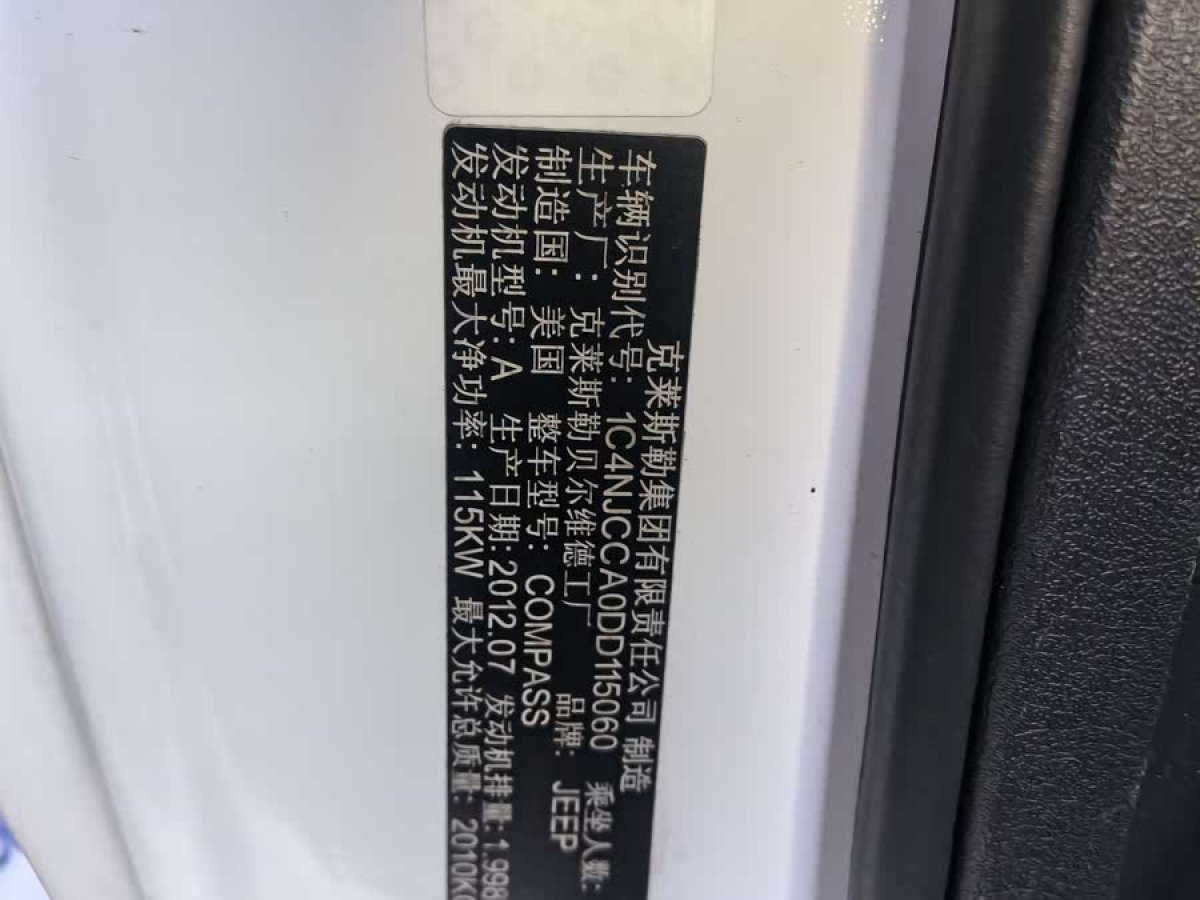 克莱斯勒集团有限责任公司 制造
车辆识别代号: 1C4NJCCA0DD115060 乘坐人数:
生产厂: 克莱斯勒贝尔维德工厂 品牌: JEEP
制造国: 美国 整车型号: COMPASS
发动机型号: A 生产日期: 2012.07 发动机排量: 1.998
发动机最大净功率: 115KW 最大允许总质量: 2010KG